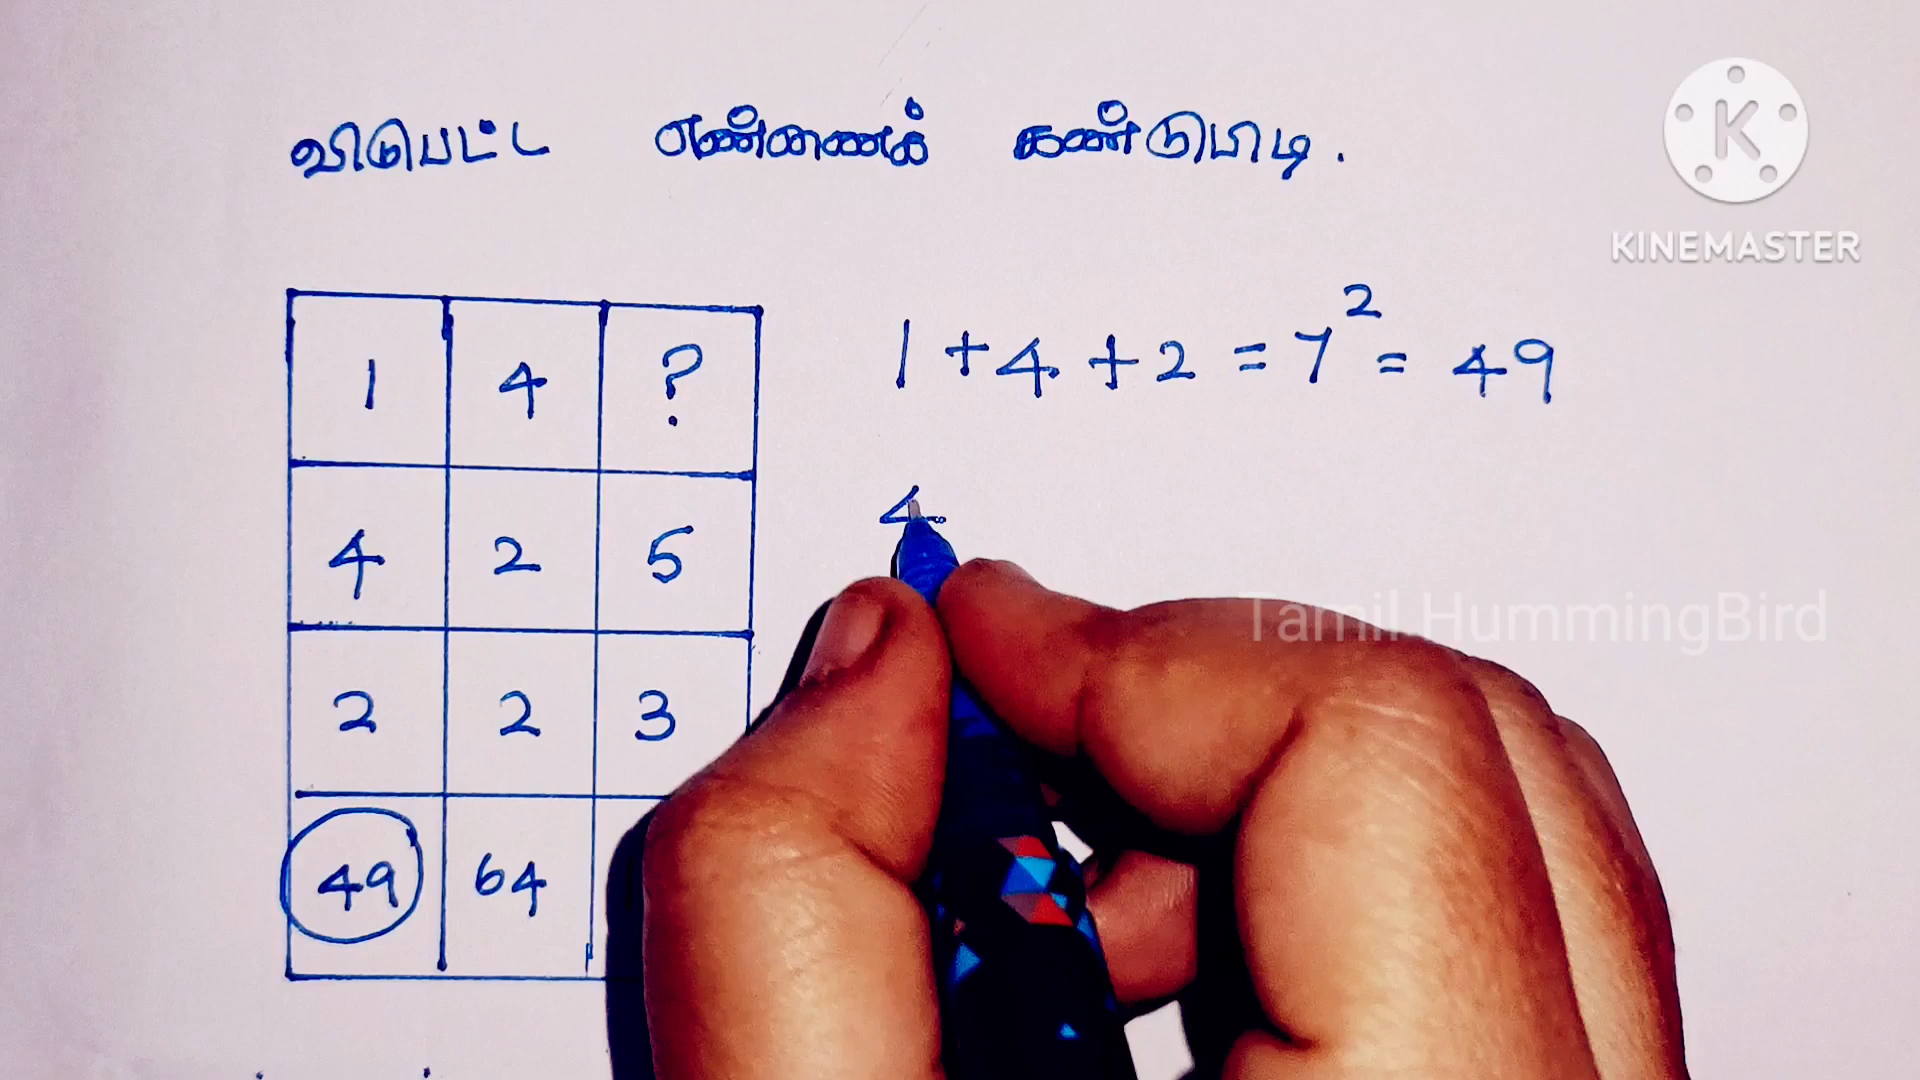 விடுபட்ட எண்ணைக் கண்டுபிடி.
K
KINEMASTER
1 4 ?
1 + 4 + 2 = 7² = 49
4 2 5
4
Tamil HummingBird
2 2 3
49 64